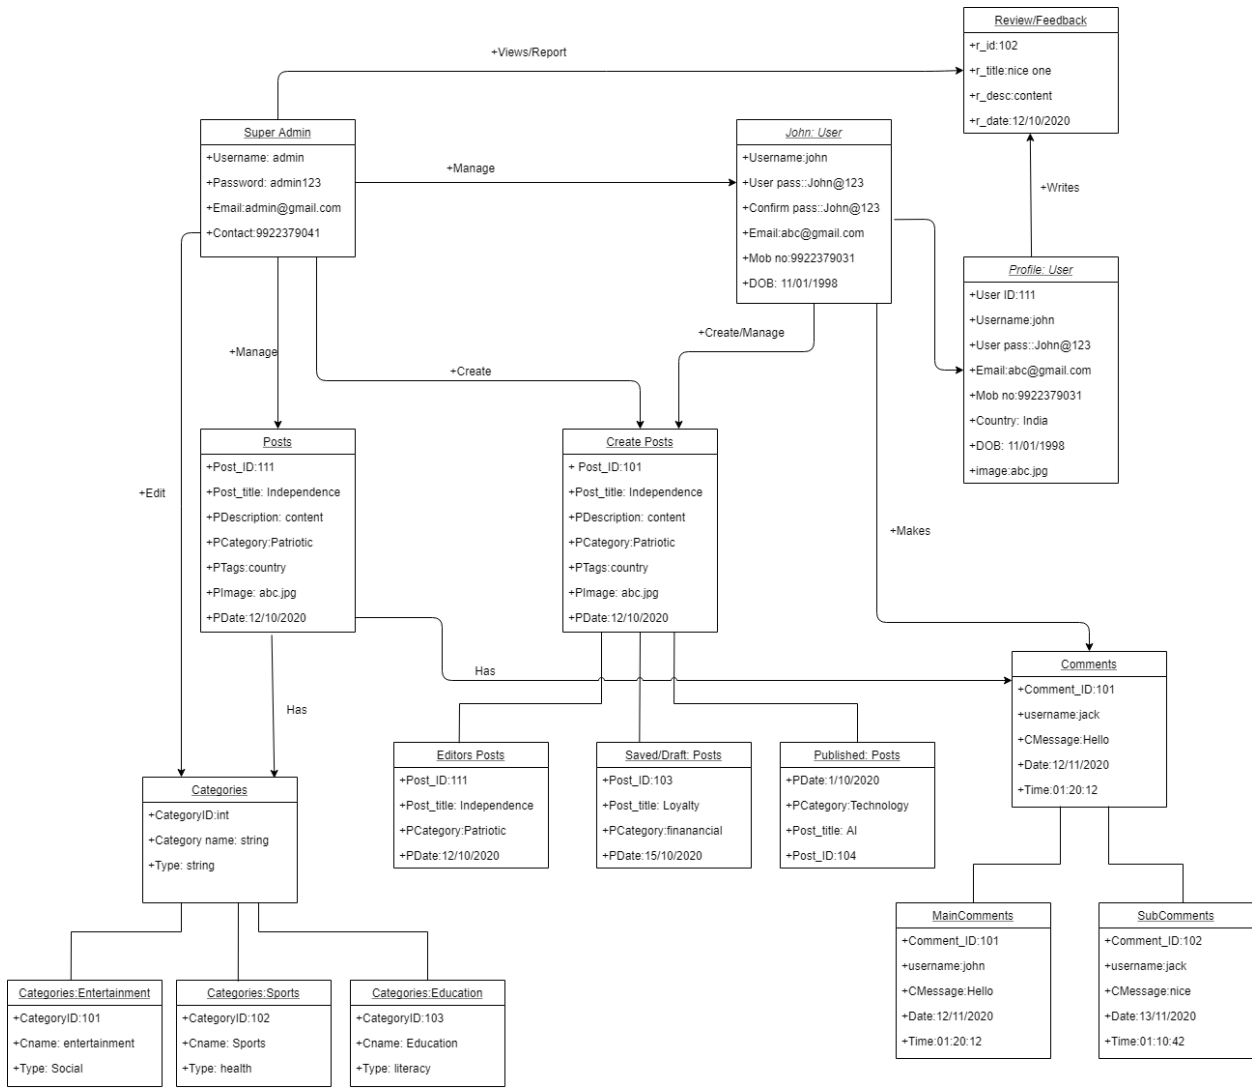 Review/Feedback
+r_id:102
+r_title:nice one
+r_desc:content
+r_date:12/10/2020
+Views/Report
Super Admin
+Username: admin
+Password: admin123
+Email:admin@gmail.com
+Contact:9922379041
+Manage
John: User
+Username:john
+User pass::John@123
+Confirm pass::John@123
+Email:abc@gmail.com
+Mob no:9922379031
+DOB: 11/01/1998
+Writes
Profile: User
+User ID:111
+Username:john
+User pass::John@123
+Email:abc@gmail.com
+Mob no:9922379031
+Country: India
+DOB: 11/01/1998
+image:abc.jpg
+Manage
+Create
+Create/Manage
+Edit
+Makes
Posts
+Post_ID:111
+Post_title: Independence
+PDescription: content
+PCategory:Patriotic
+PTags:country
+PImage: abc.jpg
+PDate:12/10/2020
Create Posts
+ Post_ID:101
+Post_title: Independence
+PDescription: content
+PCategory:Patriotic
+PTags:country
+PImage: abc.jpg
+PDate:12/10/2020
Has
Has
Comments
+Comment_ID:101
+username:jack
+CMessage:Hello
+Date:12/11/2020
+Time:01:20:12
Editors Posts
+Post_ID:111
+Post_title: Independence
+PCategory:Patriotic
+PDate:12/10/2020
Saved/Draft: Posts
+Post_ID:103
+Post_title: Loyalty
+PCategory:finanancial
+PDate:15/10/2020
Published: Posts
+PDate:1/10/2020
+PCategory:Technology
+Post_title: AI
+Post_ID:104
Categories
+CategoryID:int
+Category name: string
+Type: string
MainComments
+Comment_ID:101
+username:john
+CMessage:Hello
+Date:12/11/2020
+Time:01:20:12
SubComments
+Comment_ID:102
+username:jack
+CMessage:nice
+Date:13/11/2020
+Time:01:10:42
Categories:Entertainment
+CategoryID:101
+Cname: entertainment
+Type: Social
Categories:Sports
+CategoryID:102
+Cname: Sports
+Type: health
Categories:Education
+CategoryID:103
+Cname: Education
+Type: literacy